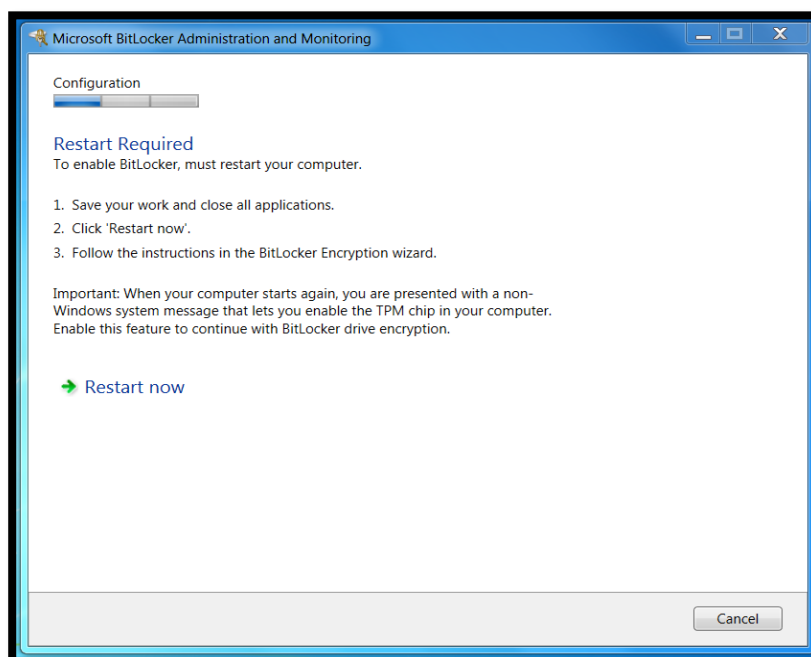 Microsoft BitLocker Administration and Monitoring
Configuration
Restart Required
To enable BitLocker, must restart your computer.
1. Save your work and close all applications.
2. Click 'Restart now'.
3. Follow the instructions in the BitLocker Encryption wizard.
Important: When your computer starts again, you are presented with a non-
Windows system message that lets you enable the TPM chip in your computer.
Enable this feature to continue with BitLocker drive encryption.
Restart now
Cancel